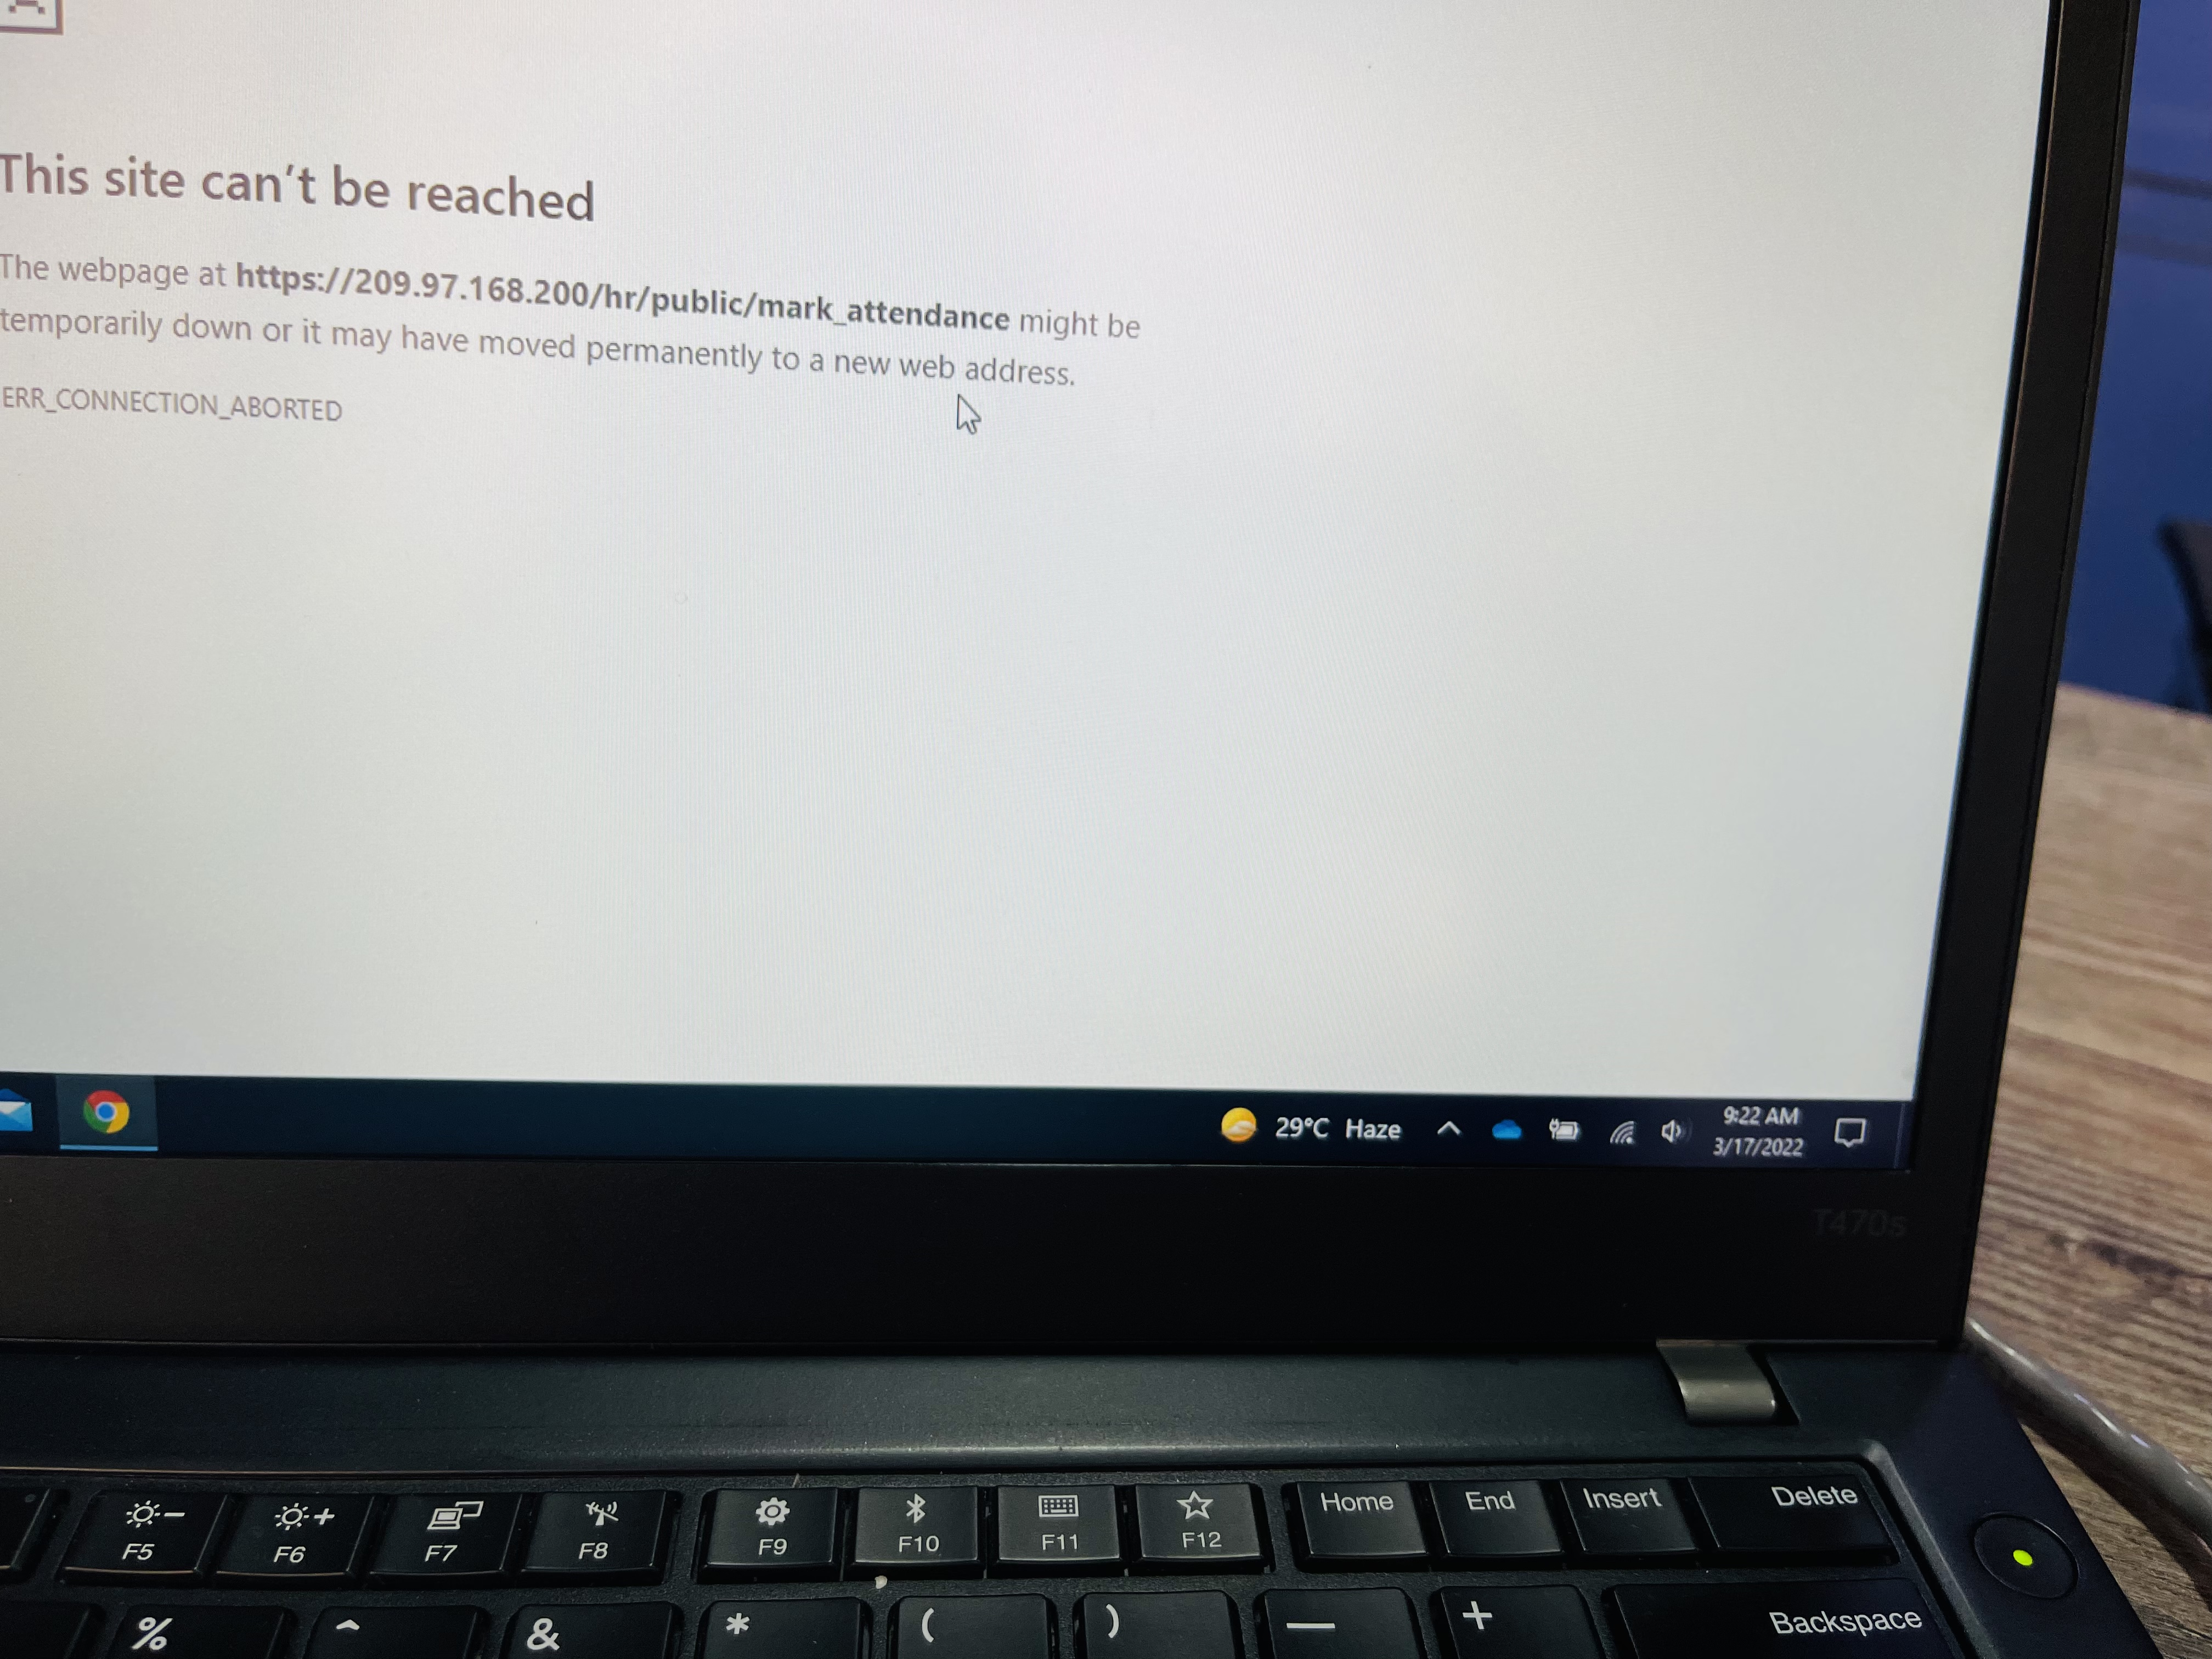 This site can't be reached
The webpage at https://209.97.168.200/hr/public/mark_attendance might be
temporarily down or it may have moved permanently to a new web address.
ERR_CONNECTION_ABORTED
29°C Haze
9:22 AM
3/17/2022
T470s
F5 F6 F7 F8 F9 F10 F11 F12 Home End Insert Delete
% ^ & * ( ) — + Backspace